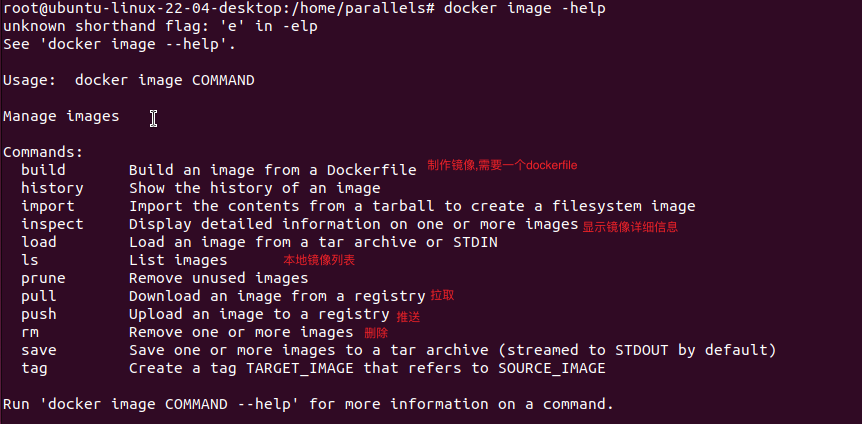 root@ubuntu-linux-22-04-desktop:/home/parallels# docker image -help
unknown shorthand flag: 'e' in -elp
See 'docker image --help'.
Usage:  docker image COMMAND
Manage images
Commands:
build       Build an image from a Dockerfile 制作镜像,需要一个dockerfile
history     Show the history of an image
import      Import the contents from a tarball to create a filesystem image
inspect     Display detailed information on one or more images 显示镜像详细信息
load        Load an image from a tar archive or STDIN
ls          List images 本地镜像列表
prune       Remove unused images
pull        Download an image from a registry 拉取
push        Upload an image to a registry 推送
rm          Remove one or more images 删除
save        Save one or more images to a tar archive (streamed to STDOUT by default)
tag         Create a tag TARGET_IMAGE that refers to SOURCE_IMAGE
Run 'docker image COMMAND --help' for more information on a command.